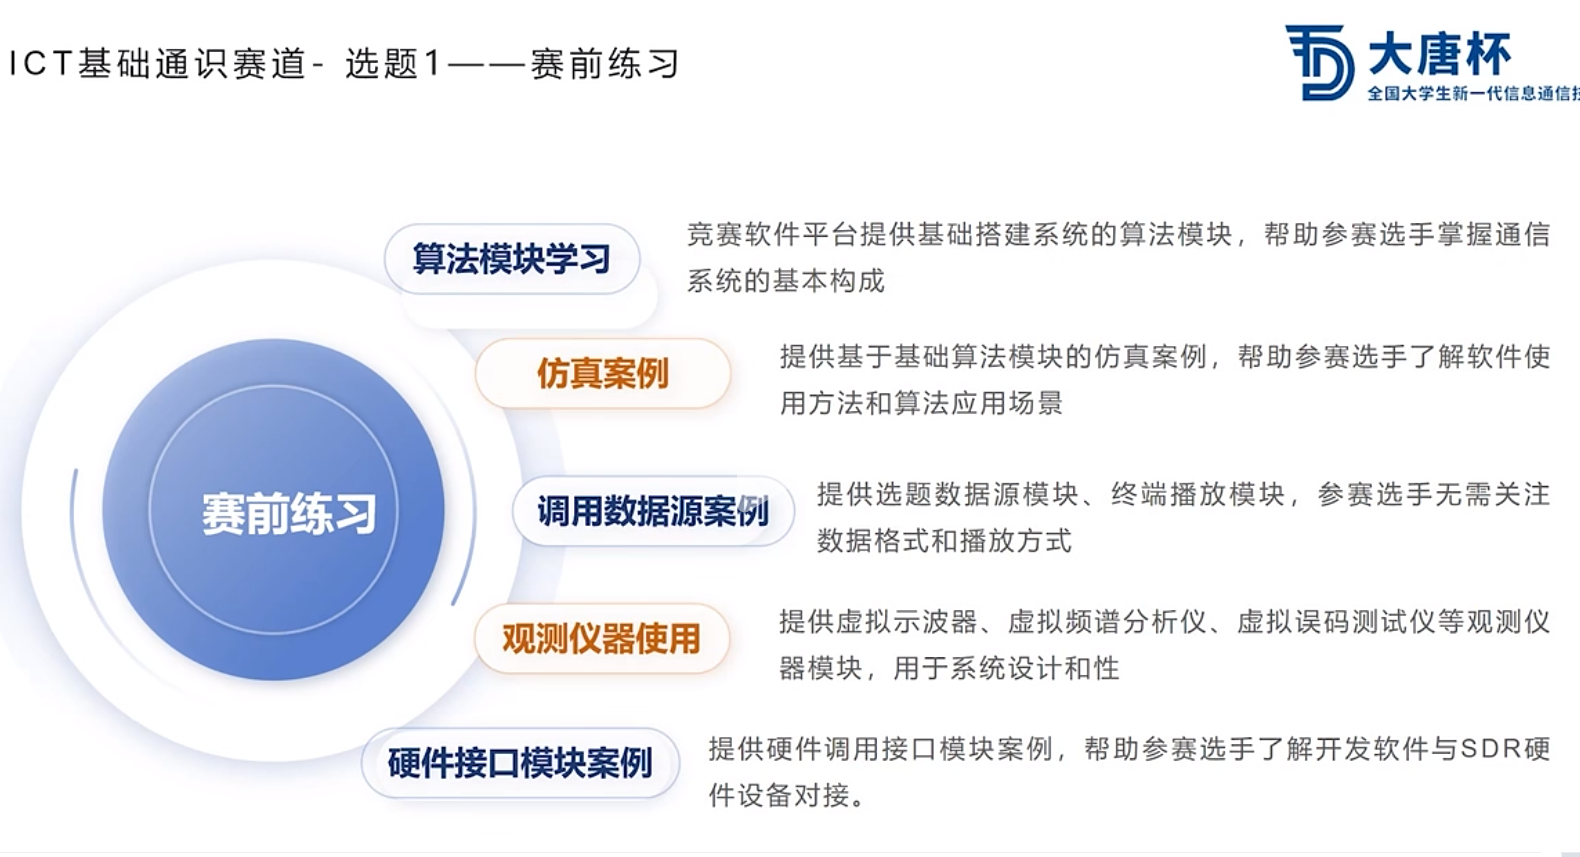 ICT基础通识赛道- 选题1——赛前练习
大唐杯
全国大学生新一代信息通信技
算法模块学习
竞赛软件平台提供基础搭建系统的算法模块，帮助参赛选手掌握通信
系统的基本构成
仿真案例
提供基于基础算法模块的仿真案例，帮助参赛选手了解软件使
用方法和算法应用场景
赛前练习
调用数据源案例
提供选题数据源模块、终端播放模块，参赛选手无需关注
数据格式和播放方式
观测仪器使用
提供虚拟示波器、虚拟频谱分析仪、虚拟误码测试仪等观测仪
器模块，用于系统设计和性
硬件接口模块案例
提供硬件调用接口模块案例，帮助参赛选手了解开发软件与SDR硬
件设备对接。